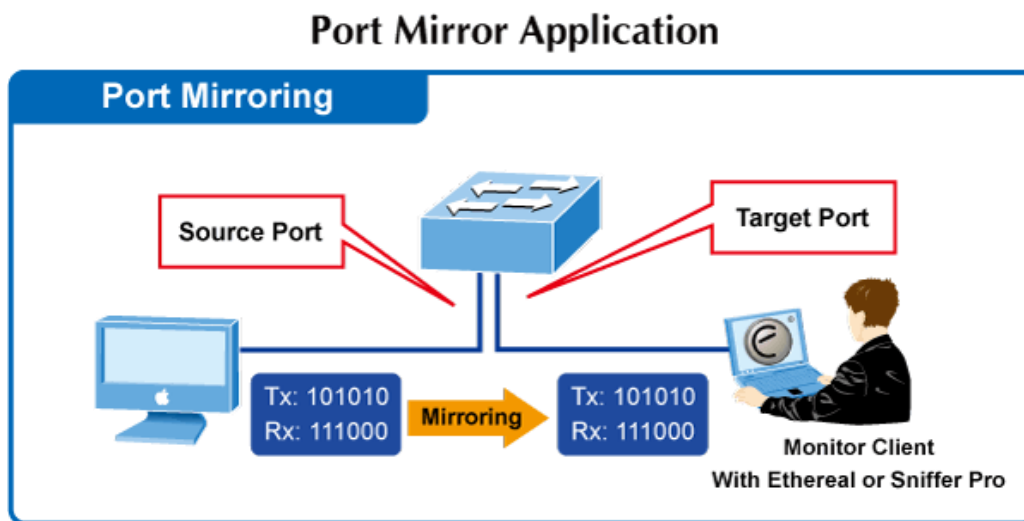 Port Mirror Application
Port Mirroring
Source Port
Target Port
Tx: 101010
Rx: 111000
Mirroring
Tx: 101010
Rx: 111000
e
Monitor Client
With Ethereal or Sniffer Pro